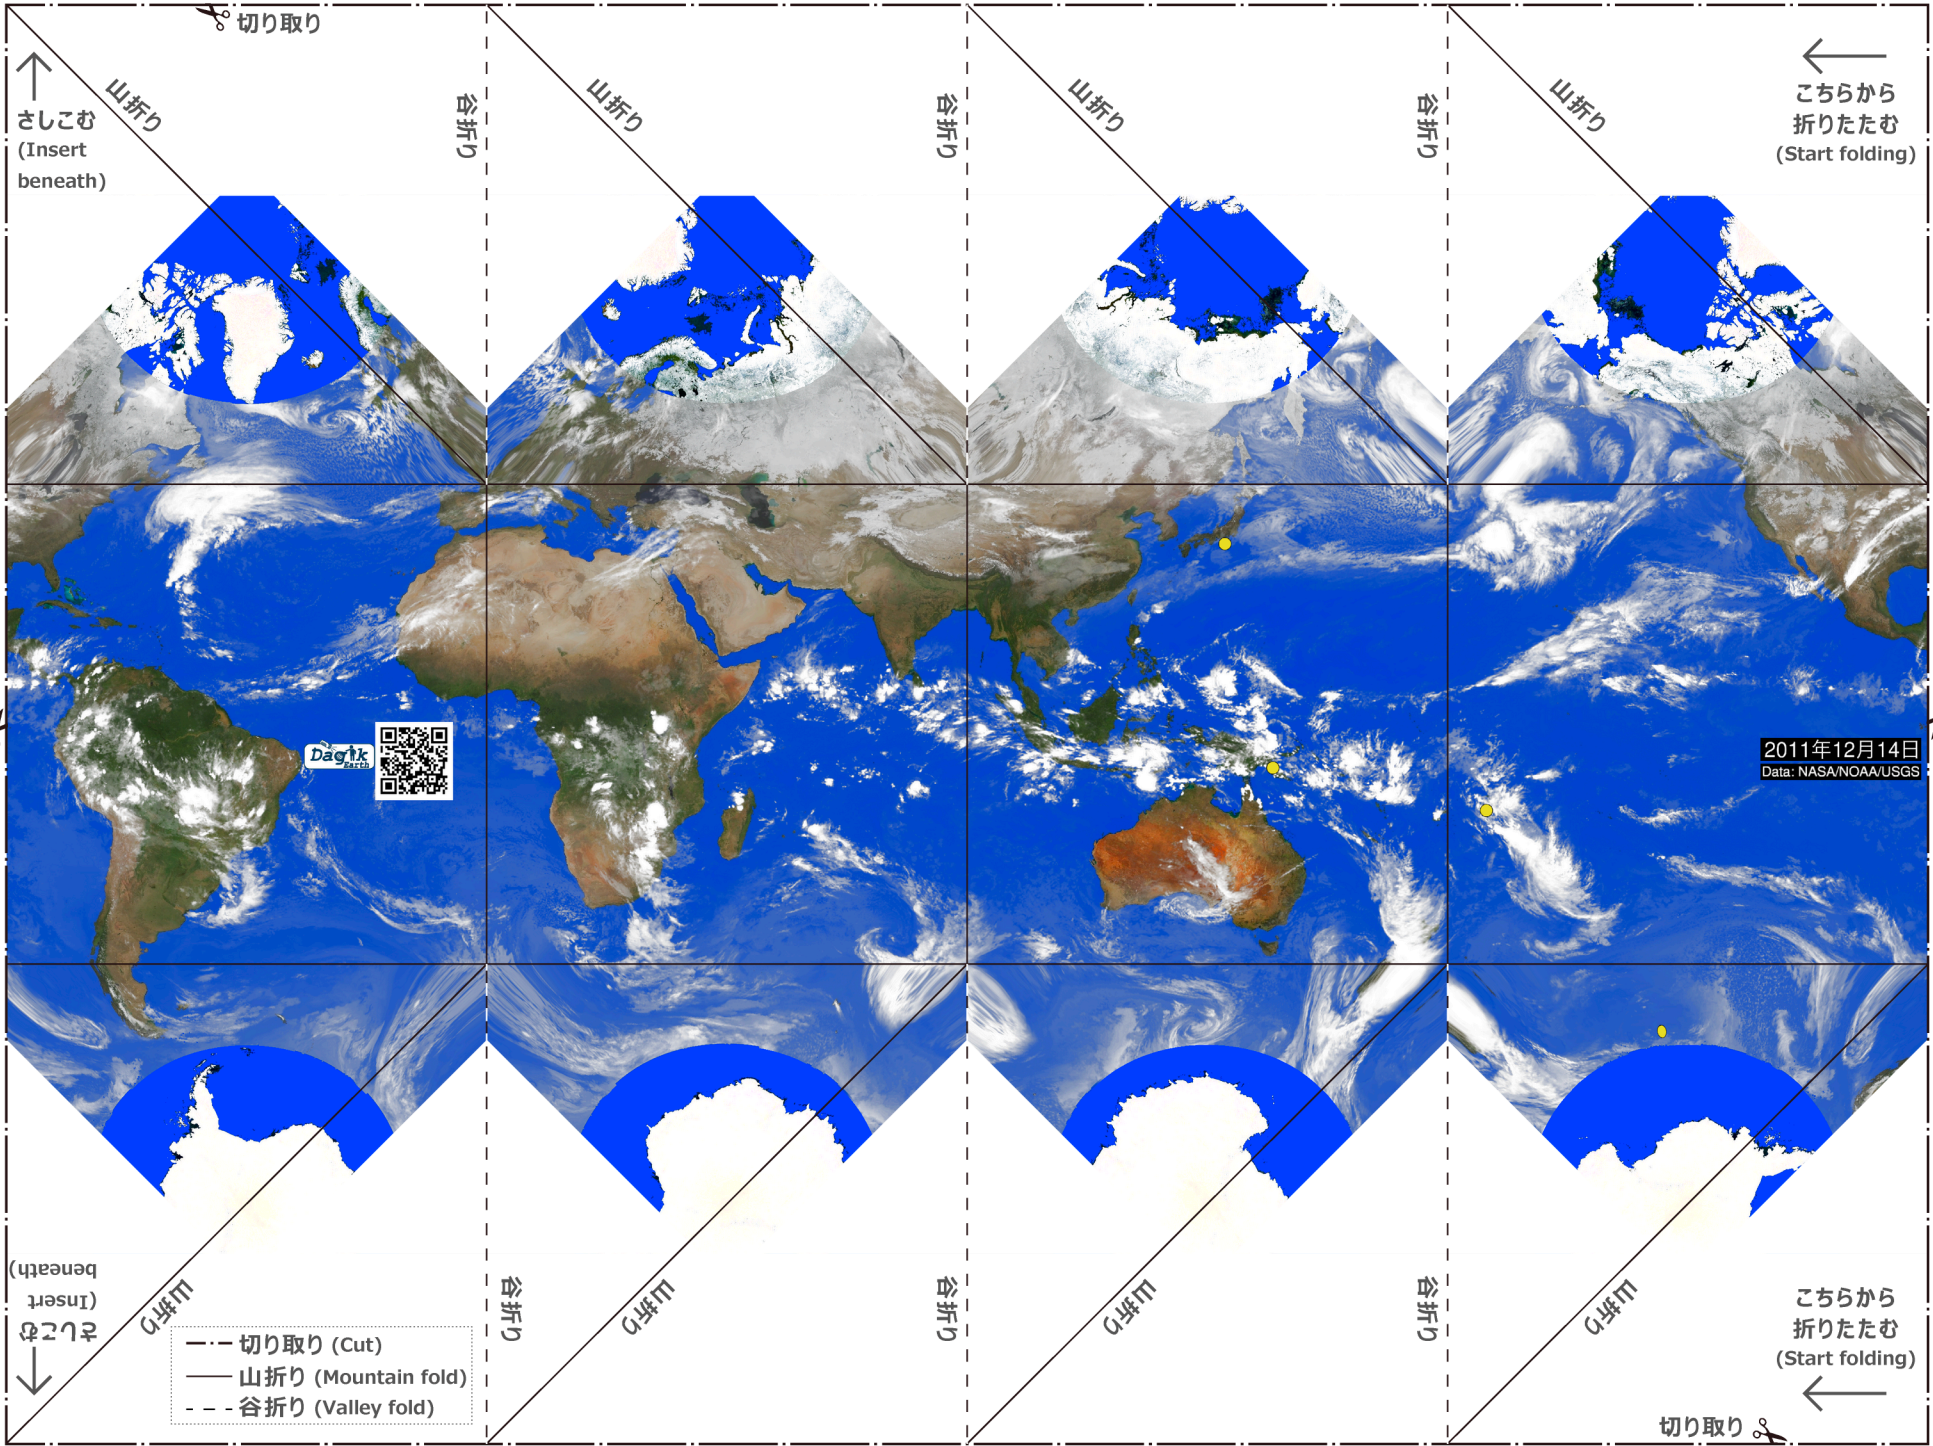 切り取り
さしこむ
(Insert
beneath)
山折り
谷折り
山折り
谷折り
山折り
谷折り
山折り
こちらから
折りたたむ
(Start folding)
Dagik
Earth
2011年12月14日
Data: NASA/NOAA/USGS
さしこむ
(Insert
beneath)
山折り
谷折り
山折り
谷折り
山折り
谷折り
山折り
こちらから
折りたたむ
(Start folding)
切り取り (Cut)
山折り (Mountain fold)
谷折り (Valley fold)
切り取り